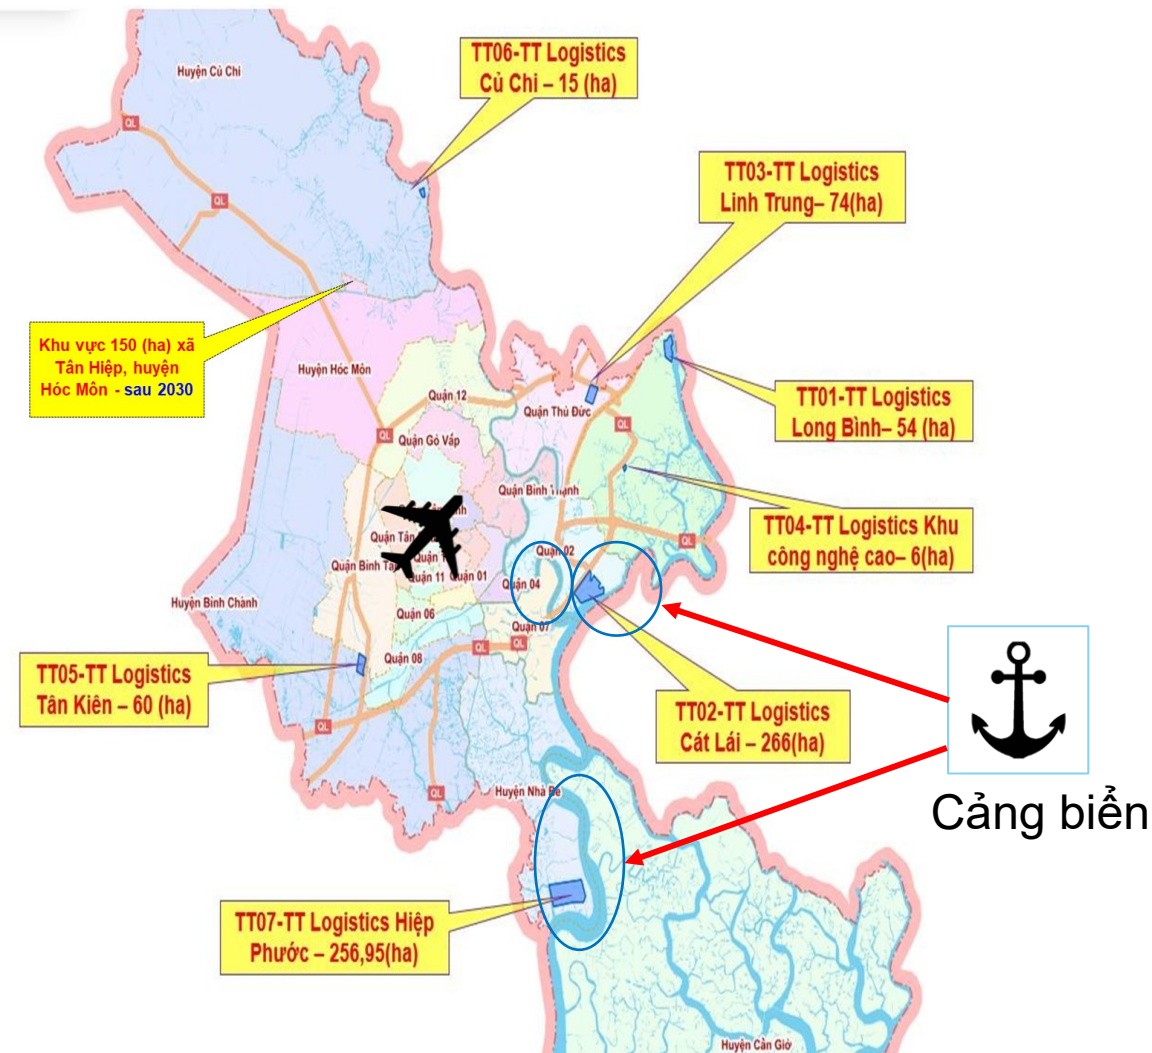 TT06-TT Logistics
Củ Chi – 15 (ha)
Huyện Củ Chi
QL
TT03-TT Logistics
Linh Trung– 74(ha)
QL
Khu vực 150 (ha) xã
Tân Hiệp, huyện
Hóc Môn - sau 2030
Huyện Hóc Môn
Quận 12
Quận Thủ Đức
TT01-TT Logistics
Long Bình– 54 (ha)
QL
QL
Quận Gò Vấp
Quận Bình Thạnh
TT04-TT Logistics Khu
công nghệ cao– 6(ha)
Quận Tân
Quận 02
QL
Quận Bình Tân
Quận 11
Quận 01
Quận 04
Huyện Bình Chánh
Quận 06
Quận 07
QL
QL
Quận 08
TT05-TT Logistics
Tân Kiên – 60 (ha)
QL
TT02-TT Logistics
Cát Lái – 266(ha)
QL
Huyện Nhà Bè
Cảng biển
TT07-TT Logistics Hiệp
Phước – 256,95(ha)
Huyện Cần Giờ